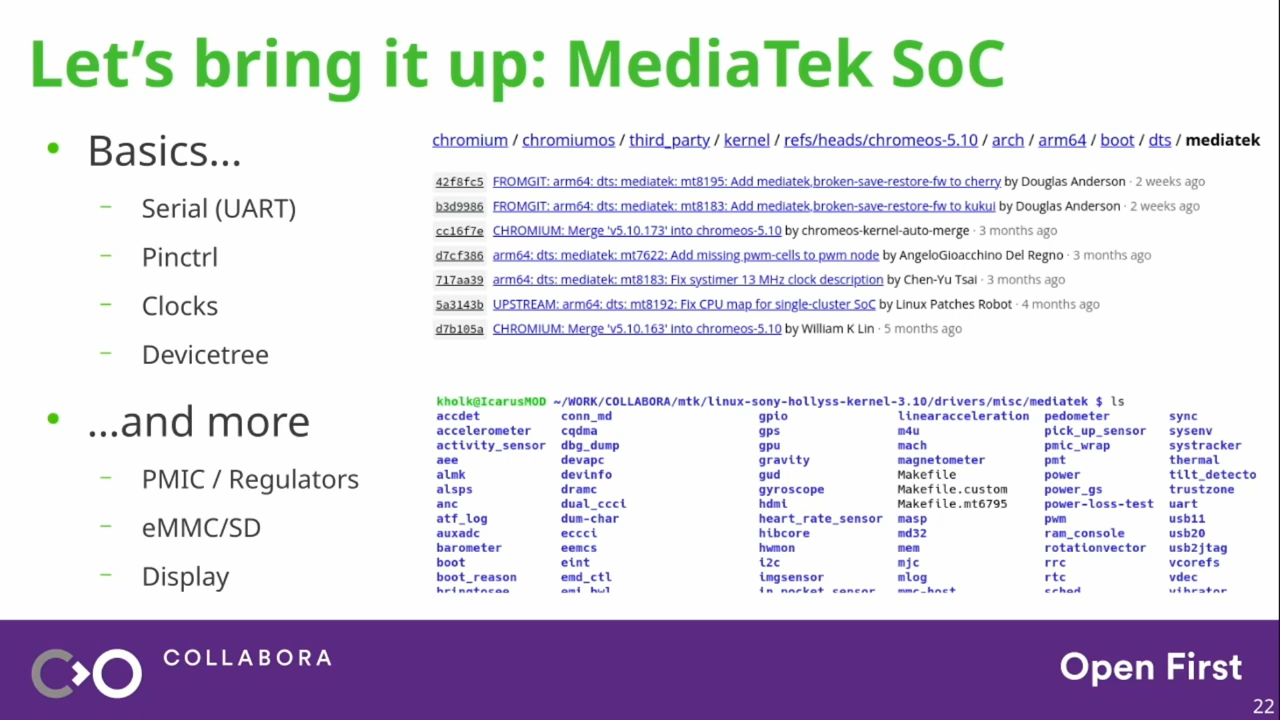 Let's bring it up: MediaTek SoC
• Basics...
– Serial (UART)
– Pinctrl
– Clocks
– Devicetree
• ...and more
– PMIC / Regulators
– eMMC/SD
– Display
chromium / chromiumos / third_party / kernel / refs/heads/chromeos-5.10 / arch / arm64 / boot / dts / mediatek
42f8fc5 FROMGIT: arm64: dts: mediatek: mt8195: Add mediatek,broken-save-restore-fw to cherry by Douglas Anderson · 2 weeks ago
b3d9986 FROMGIT: arm64: dts: mediatek: mt8183: Add mediatek,broken-save-restore-fw to kukui by Douglas Anderson · 2 weeks ago
cc16f7e CHROMIUM: Merge 'v5.10.173' into chromeos-5.10 by chromeos-kernel-auto-merge · 3 months ago
d7cf386 arm64: dts: mediatek: mt7622: Add missing pwm-cells to pwm node by AngeloGioacchino Del Regno · 3 months ago
717aa39 arm64: dts: mediatek: mt8183: Fix systimer 13 MHz clock description by Chen-Yu Tsai · 3 months ago
5a3143b UPSTREAM: arm64: dts: mt8192: Fix CPU map for single-cluster SoC by Linux Patches Robot · 4 months ago
d7b105a CHROMIUM: Merge 'v5.10.163' into chromeos-5.10 by William K Lin · 5 months ago
kholk@IcarusMOD ~/WORK/COLLABORA/mtk/linux-sony-hollyss-kernel-3.10/drivers/misc/mediatek $ ls
accdet conn_md gpio linearacceleration pedometer sync
accelerometer cqdma gps m4u pick_up_sensor sysenv
activity_sensor dbg_dump gpu mach pmic_wrap systracker
aee devapc gravity magnetometer pmt thermal
almk devinfo gud Makefile power tilt_detecto
alsps dramc gyroscope Makefile.custom power_gs trustzone
anc dual_ccci hdmi Makefile.mt6795 power-loss-test uart
atf_log dum-char heart_rate_sensor masp pwm usb11
auxadc eccci hibcore md32 ram_console usb20
barometer eemcs hwmon mem rotationvector usb2jtag
boot eint i2c mjc rrc vcorefs
boot_reason emd_ctl imgsensor mlog rtc vdec
bringtosee emi_bwl in_pocket_sensor mmc-host sched vibrator
COLLABORA
Open First
22